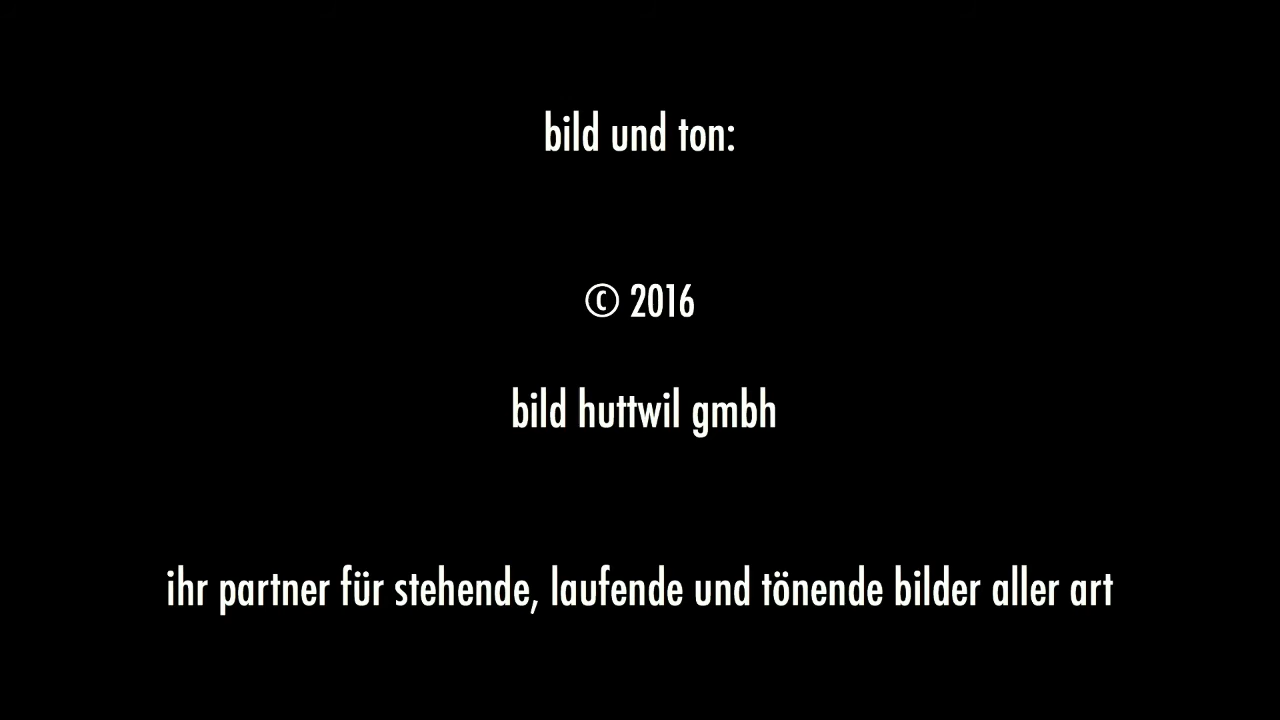 bild und ton:
© 2016
bild huttwil gmbh
ihr partner für stehende, laufende und tönende bilder aller art